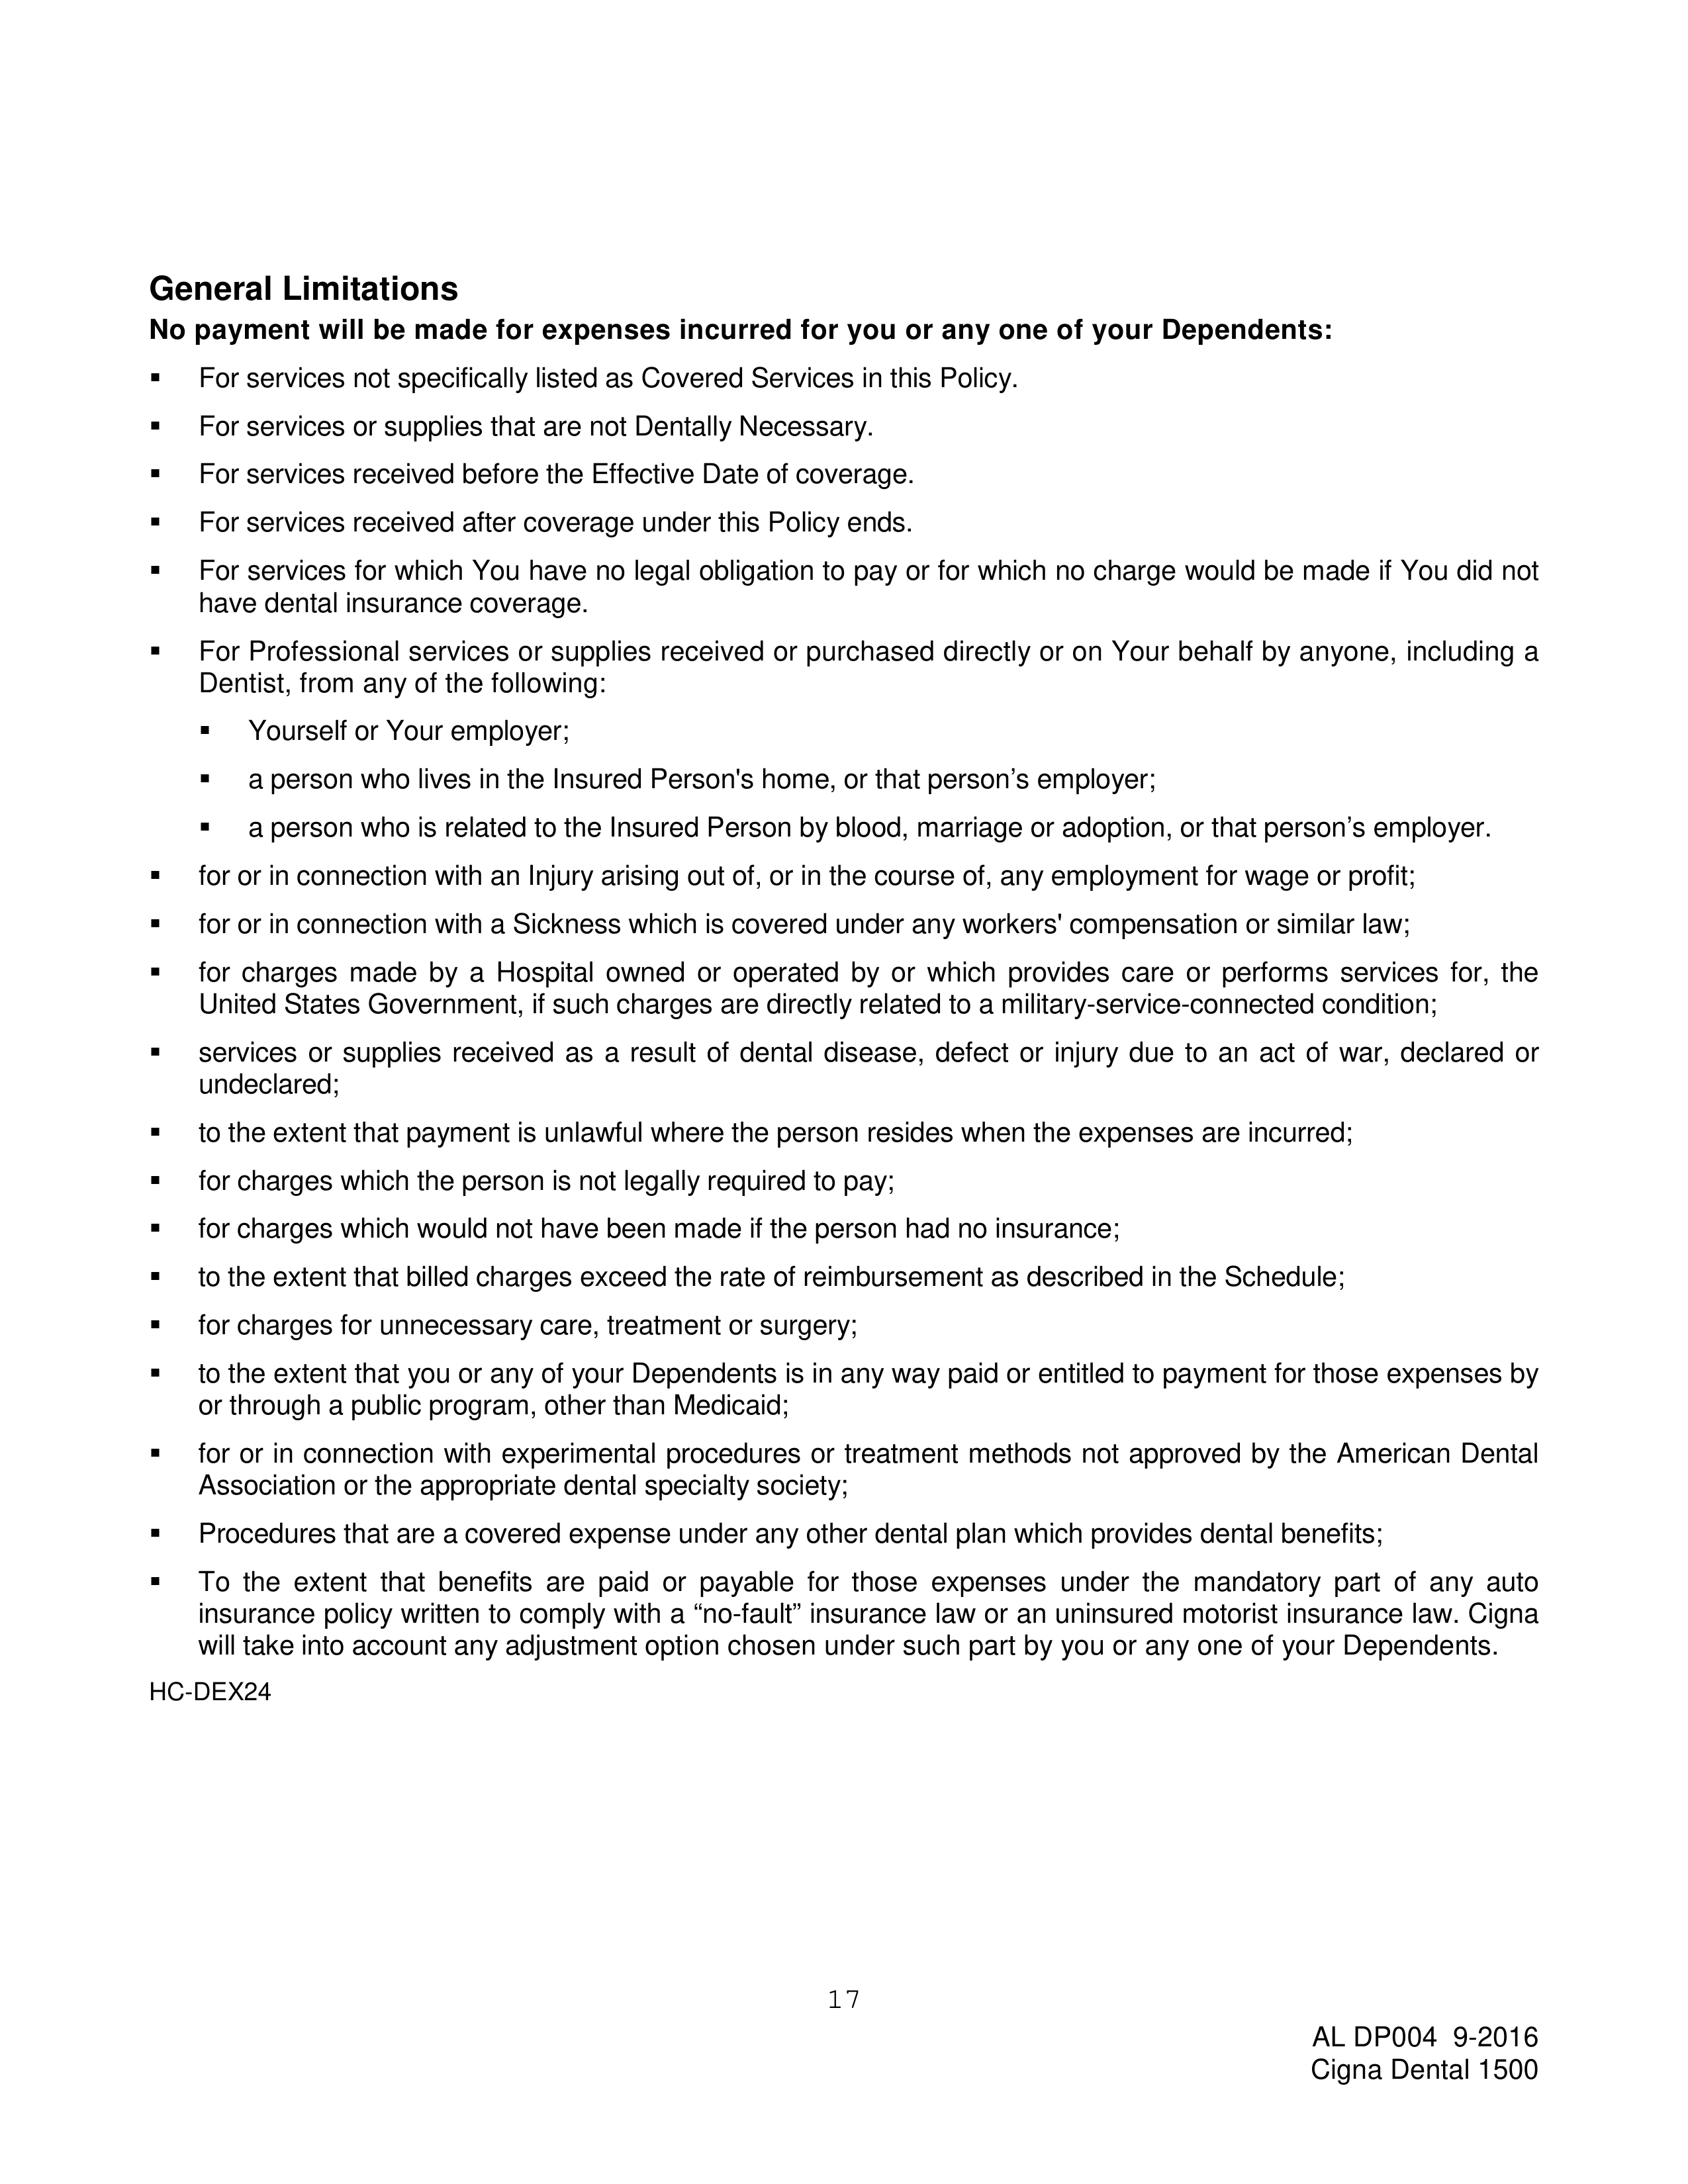 General Limitations
No payment will be made for expenses incurred for you or any one of your Dependents:
▪ For services not specifically listed as Covered Services in this Policy.
▪ For services or supplies that are not Dentally Necessary.
▪ For services received before the Effective Date of coverage.
▪ For services received after coverage under this Policy ends.
▪ For services for which You have no legal obligation to pay or for which no charge would be made if You did not
have dental insurance coverage.
▪ For Professional services or supplies received or purchased directly or on Your behalf by anyone, including a
Dentist, from any of the following:
▪ Yourself or Your employer;
▪ a person who lives in the Insured Person's home, or that person’s employer;
▪ a person who is related to the Insured Person by blood, marriage or adoption, or that person’s employer.
▪ for or in connection with an Injury arising out of, or in the course of, any employment for wage or profit;
▪ for or in connection with a Sickness which is covered under any workers' compensation or similar law;
▪ for charges made by a Hospital owned or operated by or which provides care or performs services for, the
United States Government, if such charges are directly related to a military-service-connected condition;
▪ services or supplies received as a result of dental disease, defect or injury due to an act of war, declared or
undeclared;
▪ to the extent that payment is unlawful where the person resides when the expenses are incurred;
▪ for charges which the person is not legally required to pay;
▪ for charges which would not have been made if the person had no insurance;
▪ to the extent that billed charges exceed the rate of reimbursement as described in the Schedule;
▪ for charges for unnecessary care, treatment or surgery;
▪ to the extent that you or any of your Dependents is in any way paid or entitled to payment for those expenses by
or through a public program, other than Medicaid;
▪ for or in connection with experimental procedures or treatment methods not approved by the American Dental
Association or the appropriate dental specialty society;
▪ Procedures that are a covered expense under any other dental plan which provides dental benefits;
▪ To the extent that benefits are paid or payable for those expenses under the mandatory part of any auto
insurance policy written to comply with a “no-fault” insurance law or an uninsured motorist insurance law. Cigna
will take into account any adjustment option chosen under such part by you or any one of your Dependents.
HC-DEX24
17
AL DP004 9-2016
Cigna Dental 1500